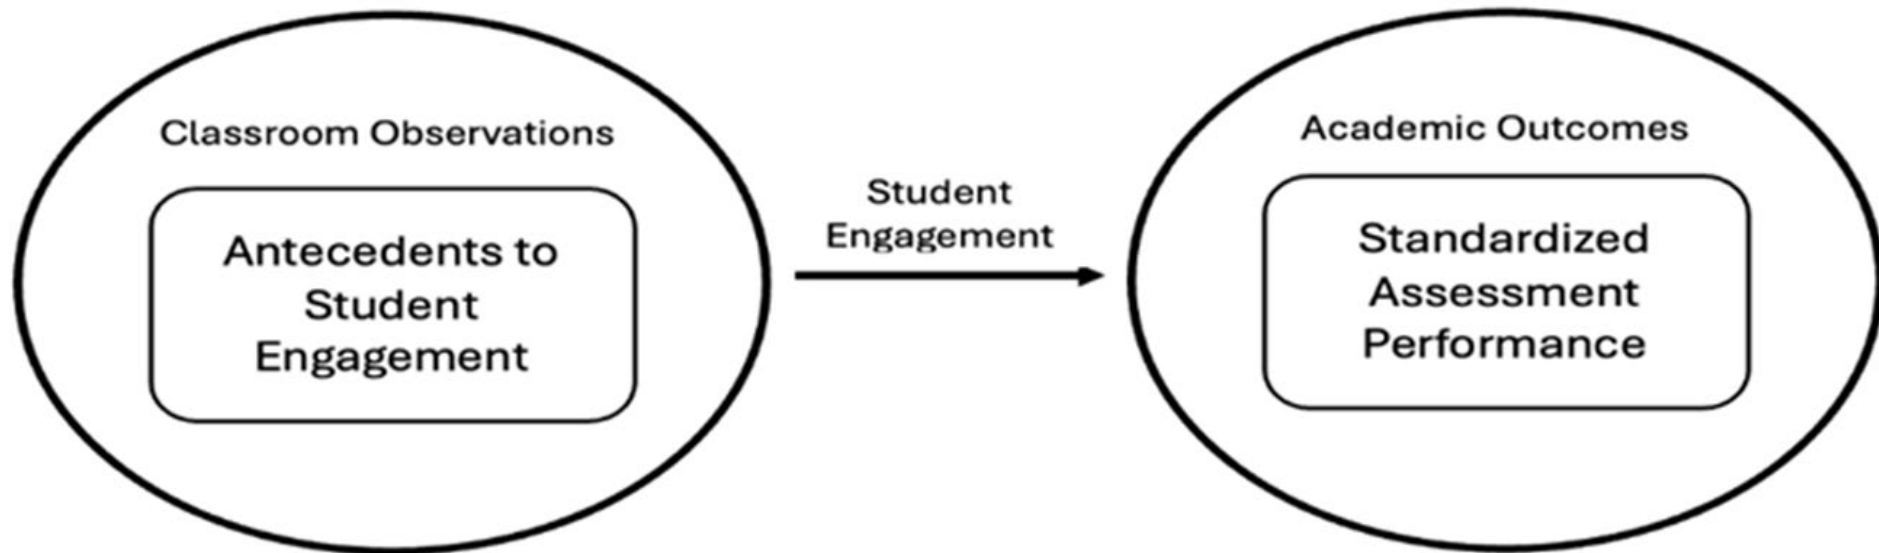 Classroom Observations
Antecedents to
Student
Engagement
Student
Engagement
Academic Outcomes
Standardized
Assessment
Performance